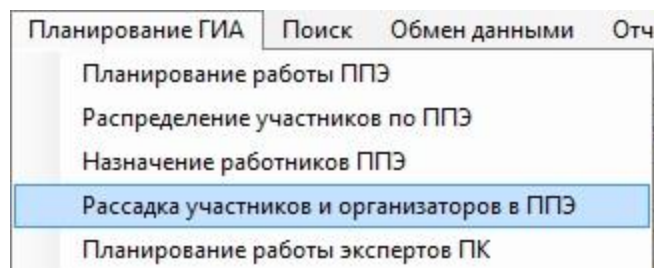 Планирование ГИА Поиск Обмен данными Отч
Планирование работы ППЭ
Распределение участников по ППЭ
Назначение работников ППЭ
Рассадка участников и организаторов в ППЭ
Планирование работы экспертов ПК